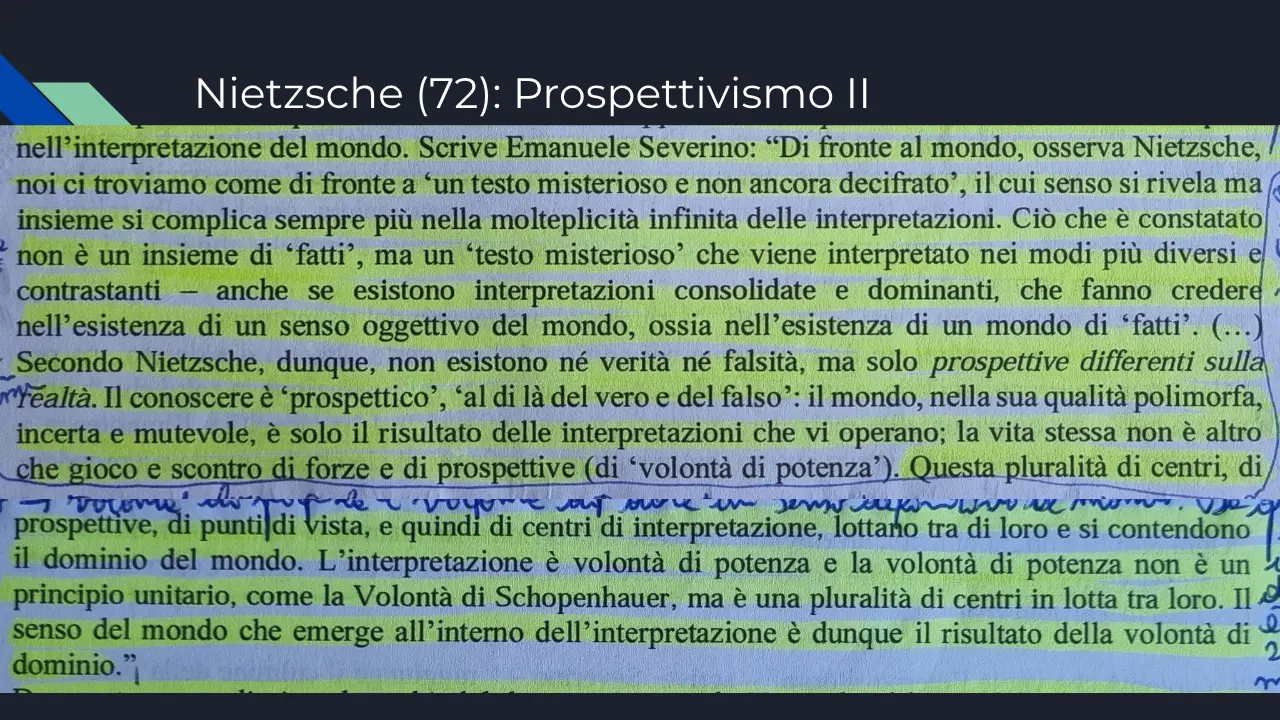 Nietzsche (72): Prospettivismo II
nell’interpretazione del mondo. Scrive Emanuele Severino: “Di fronte al mondo, osserva Nietzsche,
noi ci troviamo come di fronte a ‘un testo misterioso e non ancora decifrato’, il cui senso si rivela ma
insieme si complica sempre più nella molteplicità infinita delle interpretazioni. Ciò che è constatato
non è un insieme di ‘fatti’, ma un ‘testo misterioso’ che viene interpretato nei modi più diversi e
contrastanti – anche se esistono interpretazioni consolidate e dominanti, che fanno credere
nell’esistenza di un senso oggettivo del mondo, ossia nell’esistenza di un mondo di ‘fatti’. (…)
Secondo Nietzsche, dunque, non esistono né verità né falsità, ma solo prospettive differenti sulla
realtà. Il conoscere è ‘prospettico’, ‘al di là del vero e del falso’: il mondo, nella sua qualità polimorfa,
incerta e mutevole, è solo il risultato delle interpretazioni che vi operano; la vita stessa non è altro
che gioco e scontro di forze e di prospettive (di ‘volontà di potenza’). Questa pluralità di centri, di
prospettive, di punti di vista, e quindi di centri di interpretazione, lottano tra di loro e si contendono
il dominio del mondo. L’interpretazione è volontà di potenza e la volontà di potenza non è un
principio unitario, come la Volontà di Schopenhauer, ma è una pluralità di centri in lotta tra loro. Il
senso del mondo che emerge all’interno dell’interpretazione è dunque il risultato della volontà di
dominio.”